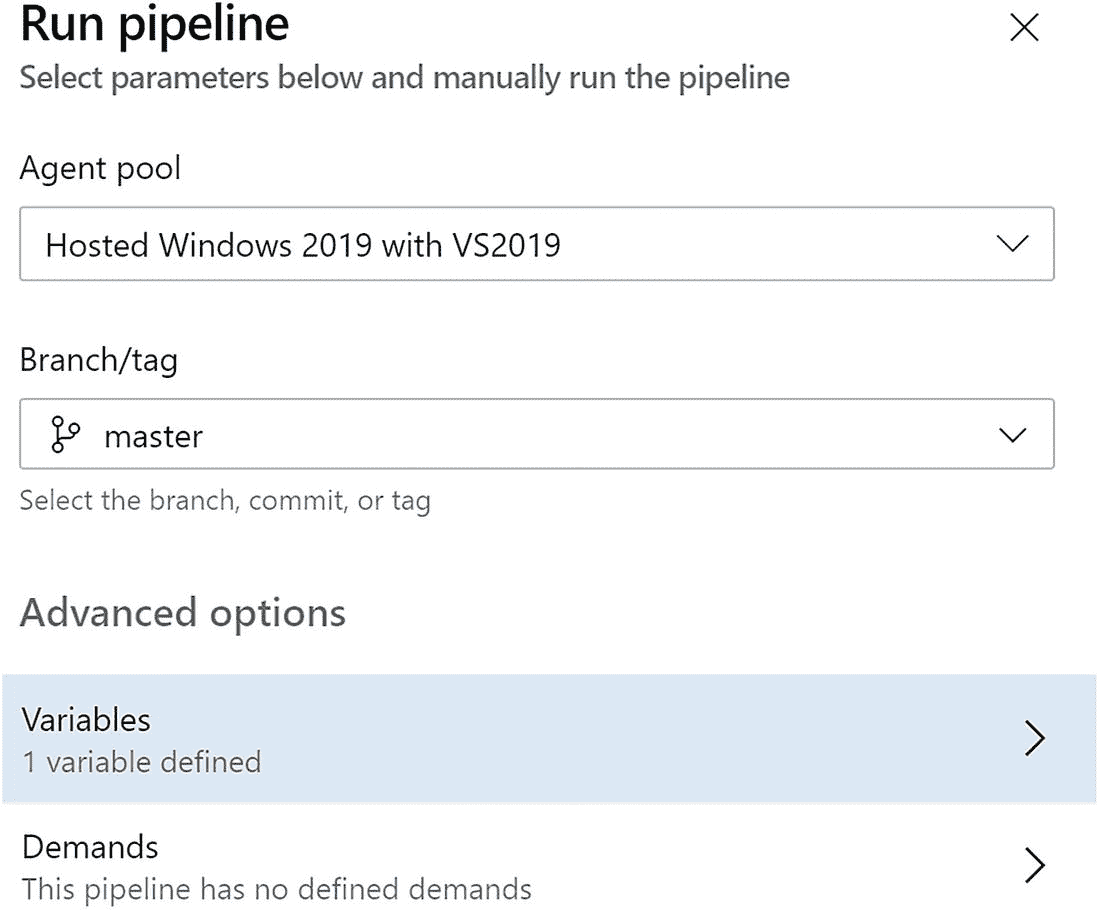 Run pipeline
Select parameters below and manually run the pipeline
Agent pool
Hosted Windows 2019 with VS2019
Branch/tag
master
Select the branch, commit, or tag
Advanced options
Variables
1 variable defined
Demands
This pipeline has no defined demands